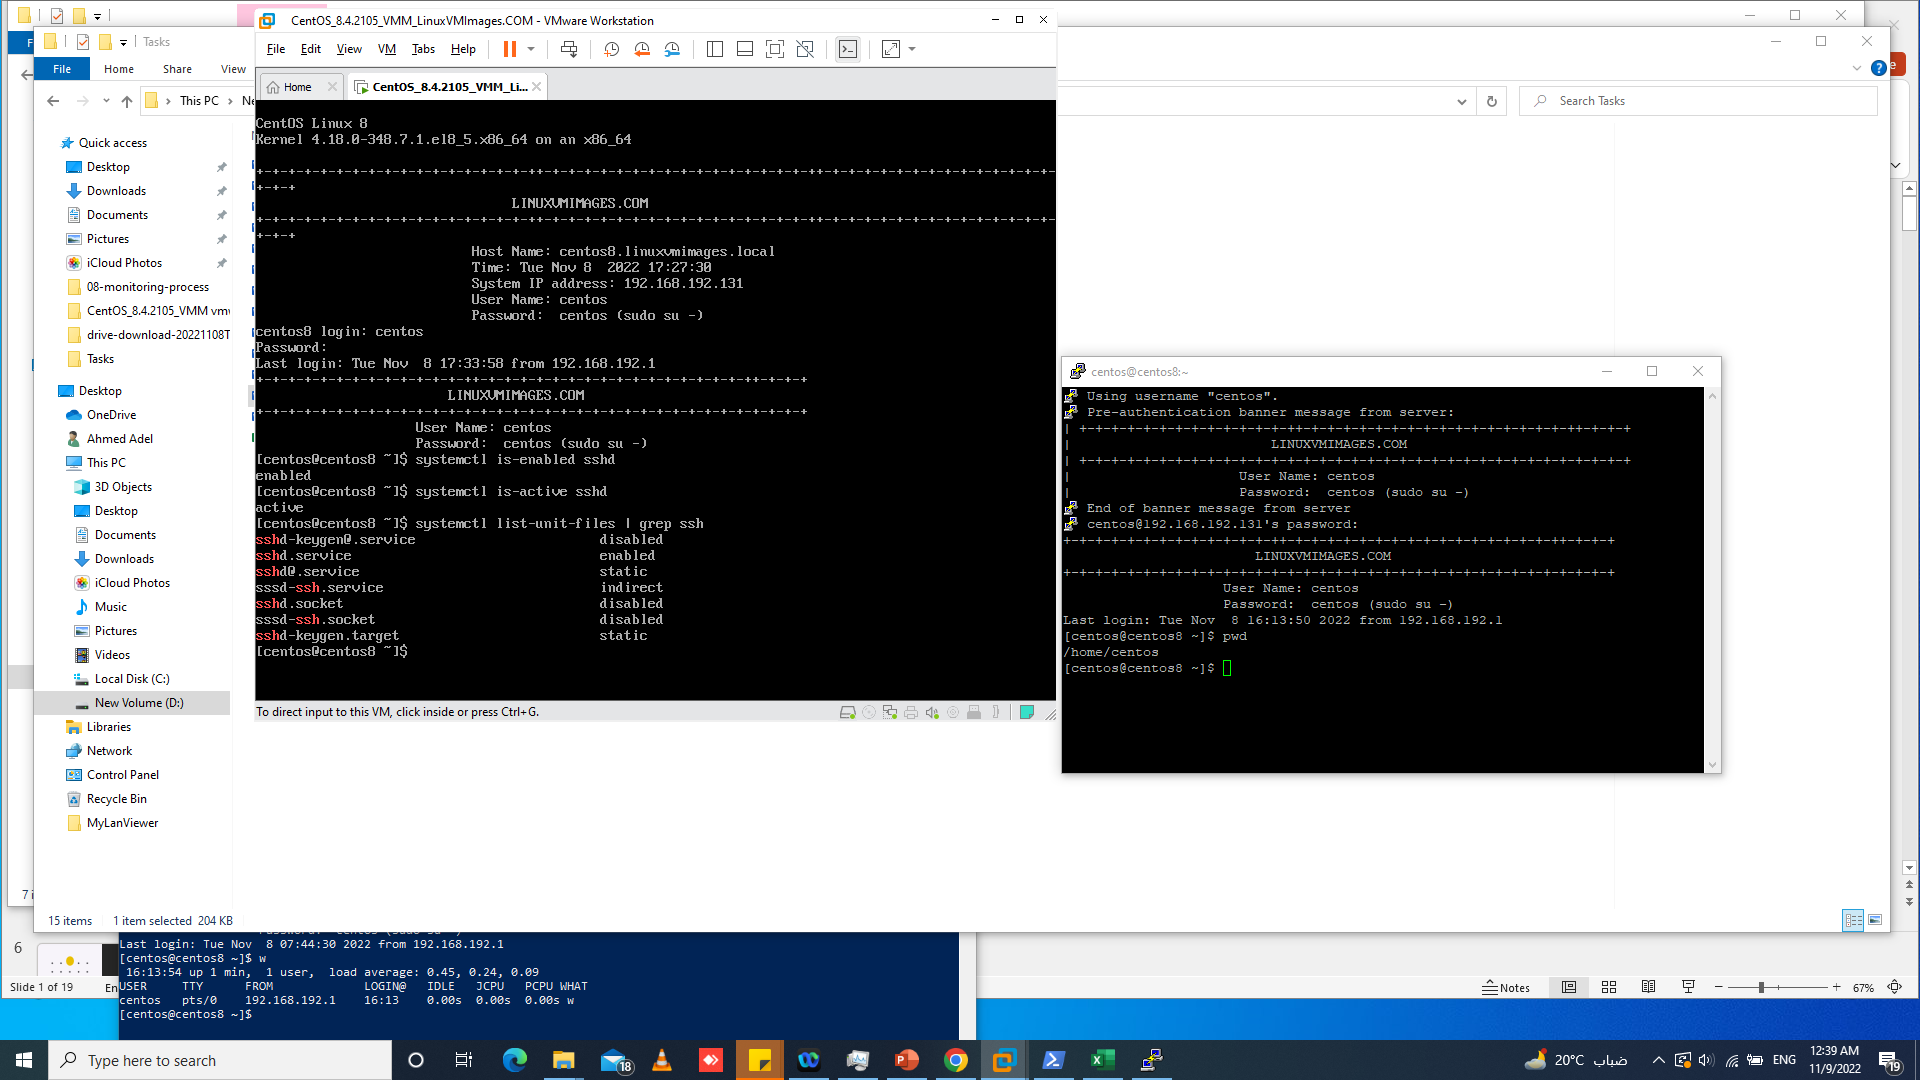 CentOS_8.4.2105_VMM_LinuxVMImages.COM - VMware Workstation
File Edit View VM Tabs Help
Home
CentOS_8.4.2105_VMM_Li...
Tasks
File Home Share View
This PC
Search Tasks
Quick access
Desktop
Downloads
Documents
Pictures
iCloud Photos
08-monitoring-process
CentOS_8.4.2105_VMM vm
drive-download-20221108T
Tasks
Desktop
OneDrive
Ahmed Adel
This PC
3D Objects
Desktop
Documents
Downloads
iCloud Photos
Music
Pictures
Videos
Local Disk (C:)
New Volume (D:)
Libraries
Network
Control Panel
Recycle Bin
MyLanViewer
15 items 1 item selected 204 KB
CentOS Linux 8
Kernel 4.18.0-348.7.1.el8_5.x86_64 on an x86_64
+-+-+-+-+-+-+-+-+-+-+-+-+-++-+-+-+-+-+-+-+-+-+-+-+-+-+-+-+-+-+-+-++-+-+-+-+-+-+-+-+-+-+-+-+-+-+-+-
+-+-+
LINUXVMIMAGES.COM
+-+-+-+-+-+-+-+-+-+-+-+-+-++-+-+-+-+-+-+-+-+-+-+-+-+-+-+-+-+-+-+-++-+-+-+-+-+-+-+-+-+-+-+-+-+-+-+-
+-+-+
Host Name: centos8.linuxvmimages.local
Time: Tue Nov 8  2022 17:27:30
System IP address: 192.168.192.131
User Name: centos
Password:  centos (sudo su -)
centos8 login: centos
Password:
Last login: Tue Nov  8 17:33:58 from 192.168.192.1
+-+-+-+-+-+-+-+-+-+-+-+-+-++-+-+-+-+-+-+-+-+-+-+-+-+-+-+-+-+-+-++-+-+
LINUXVMIMAGES.COM
+-+-+-+-+-+-+-+-+-+-+-+-+-++-+-+-+-+-+-+-+-+-+-+-+-+-+-+-+-+-+-++-+-+
User Name: centos
Password:  centos (sudo su -)
[centos@centos8 ~]$ systemctl is-enabled sshd
enabled
[centos@centos8 ~]$ systemctl is-active sshd
active
[centos@centos8 ~]$ systemctl list-unit-files | grep ssh
sshd-keygen@.service disabled
sshd.service enabled
sshd@.service static
sssd-ssh.service indirect
sshd.socket disabled
sssd-ssh.socket disabled
sshd-keygen.target static
[centos@centos8 ~]$
To direct input to this VM, click inside or press Ctrl+G.
centos@centos8:~
Using username "centos".
Pre-authentication banner message from server:
| +-+-+-+-+-+-+-+-+-+-+-+-+-++-+-+-+-+-+-+-+-+-+-+-+-+-+-+-+-+-+-++-+-+
| LINUXVMIMAGES.COM
| +-+-+-+-+-+-+-+-+-+-+-+-+-++-+-+-+-+-+-+-+-+-+-+-+-+-+-+-+-+-+-++-+-+
| User Name: centos
| Password:  centos (sudo su -)
End of banner message from server
centos@192.168.192.131's password:
+-+-+-+-+-+-+-+-+-+-+-+-+-++-+-+-+-+-+-+-+-+-+-+-+-+-+-+-+-+-+-++-+-+
LINUXVMIMAGES.COM
+-+-+-+-+-+-+-+-+-+-+-+-+-++-+-+-+-+-+-+-+-+-+-+-+-+-+-+-+-+-+-++-+-+
User Name: centos
Password:  centos (sudo su -)
Last login: Tue Nov  8 16:13:50 2022 from 192.168.192.1
[centos@centos8 ~]$ pwd
/home/centos
[centos@centos8 ~]$
Last login: Tue Nov  8 07:44:30 2022 from 192.168.192.1
[centos@centos8 ~]$ w
16:13:54 up 1 min,  1 user,  load average: 0.45, 0.24, 0.09
USER TTY FROM LOGIN@ IDLE JCPU PCPU WHAT
centos pts/0 192.168.192.1 16:13 0.00s 0.00s 0.00s w
[centos@centos8 ~]$
6
Slide 1 of 19 En
Notes
67%
Type here to search
18
20°C ضباب
ENG
12:39 AM
11/9/2022
19